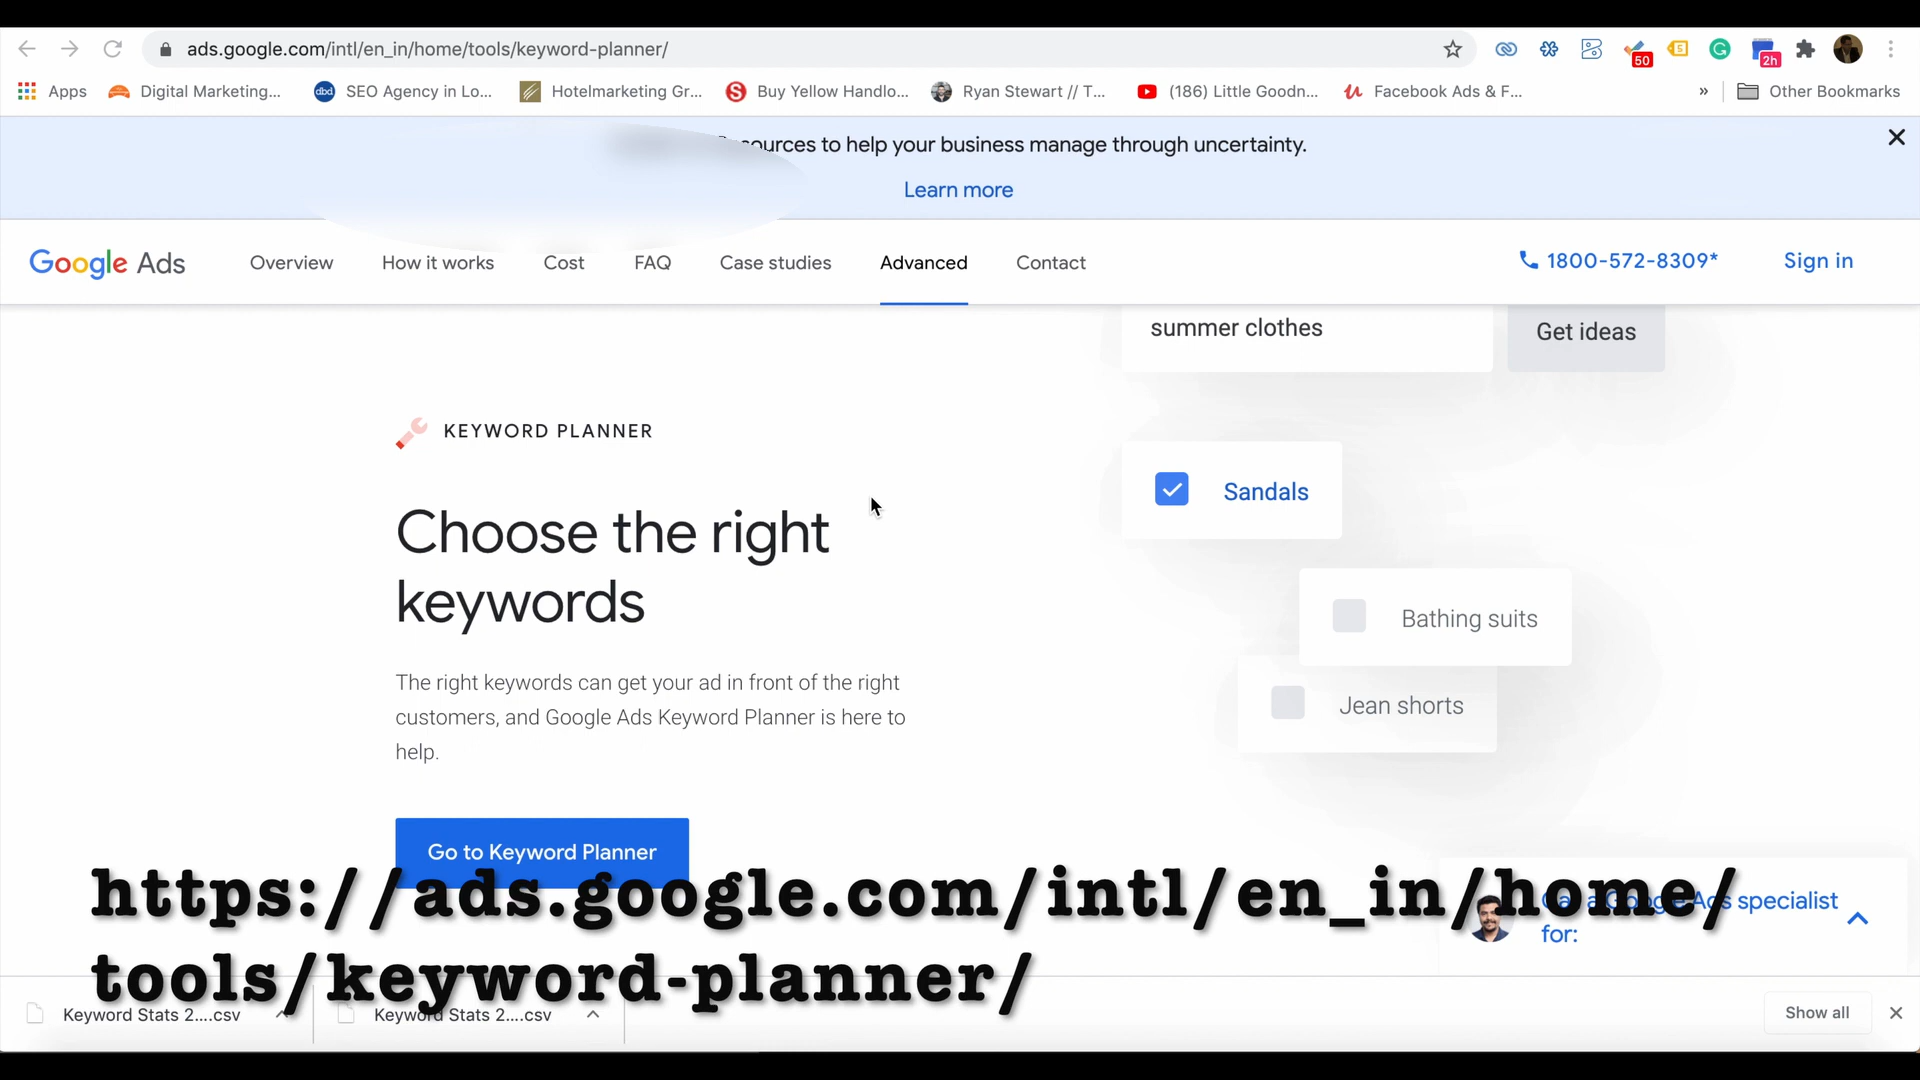 ads.google.com/intl/en_in/home/tools/keyword-planner/
50
2h
Apps
Digital Marketing...
SEO Agency in Lo...
Hotelmarketing Gr...
Buy Yellow Handlo...
Ryan Stewart // T...
(186) Little Goodn...
Facebook Ads & F...
»
Other Bookmarks
to help your business manage through uncertainty.
Learn more
Google Ads
Overview
How it works
Cost
FAQ
Case studies
Advanced
Contact
1800-572-8309*
Sign in
summer clothes
Get ideas
KEYWORD PLANNER
Sandals
Choose the right
keywords
Bathing suits
Jean shorts
The right keywords can get your ad in front of the right
customers, and Google Ads Keyword Planner is here to
help.
Go to Keyword Planner
https://ads.google.com/intl/en_in/home/
tools/keyword-planner/
Google Ads specialist
for:
Keyword Stats 2....csv
Keyword Stats 2....csv
Show all